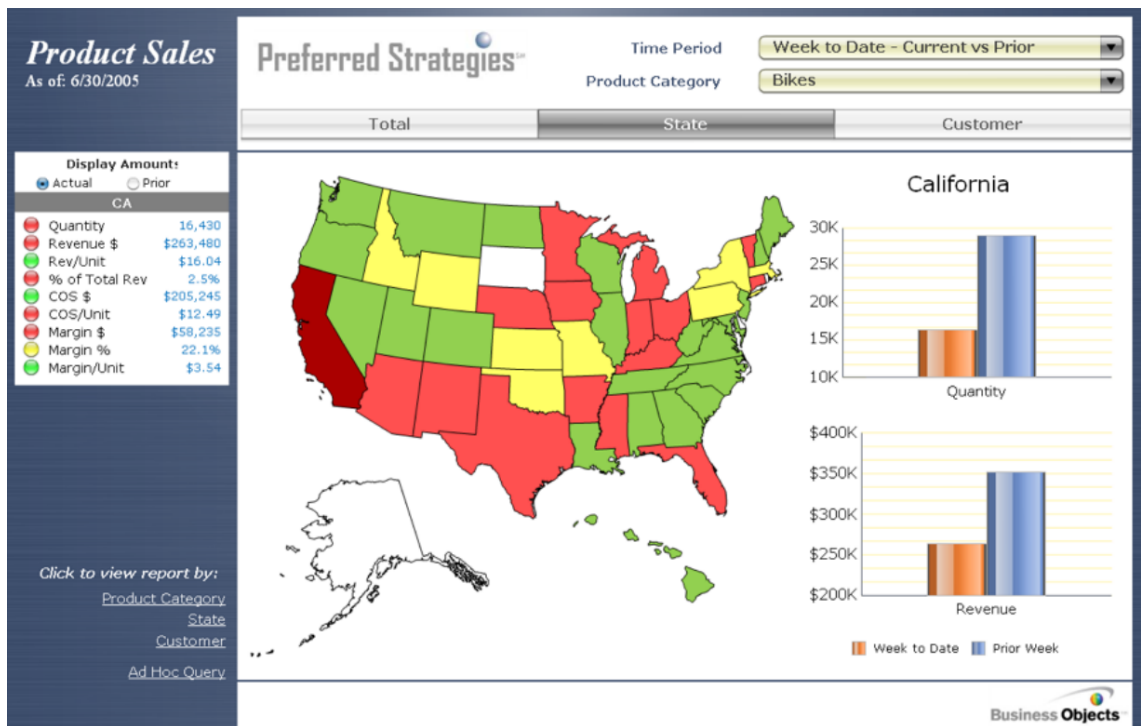 Product Sales
As of: 6/30/2005
Preferred Strategies
Time Period
Week to Date - Current vs Prior
Product Category
Bikes
Total
State
Customer
Display Amounts
Actual
Prior
CA
Quantity 16,430
Revenue $ $263,480
Rev/Unit $16.04
% of Total Rev 2.5%
COS $ $205,245
COS/Unit $12.49
Margin $ $58,235
Margin % 22.1%
Margin/Unit $3.54
California
30K
25K
20K
15K
10K
Quantity
$400K
$350K
$300K
$250K
$200K
Revenue
Week to Date
Prior Week
Click to view report by:
Product Category
State
Customer
Ad Hoc Query
Business Objects